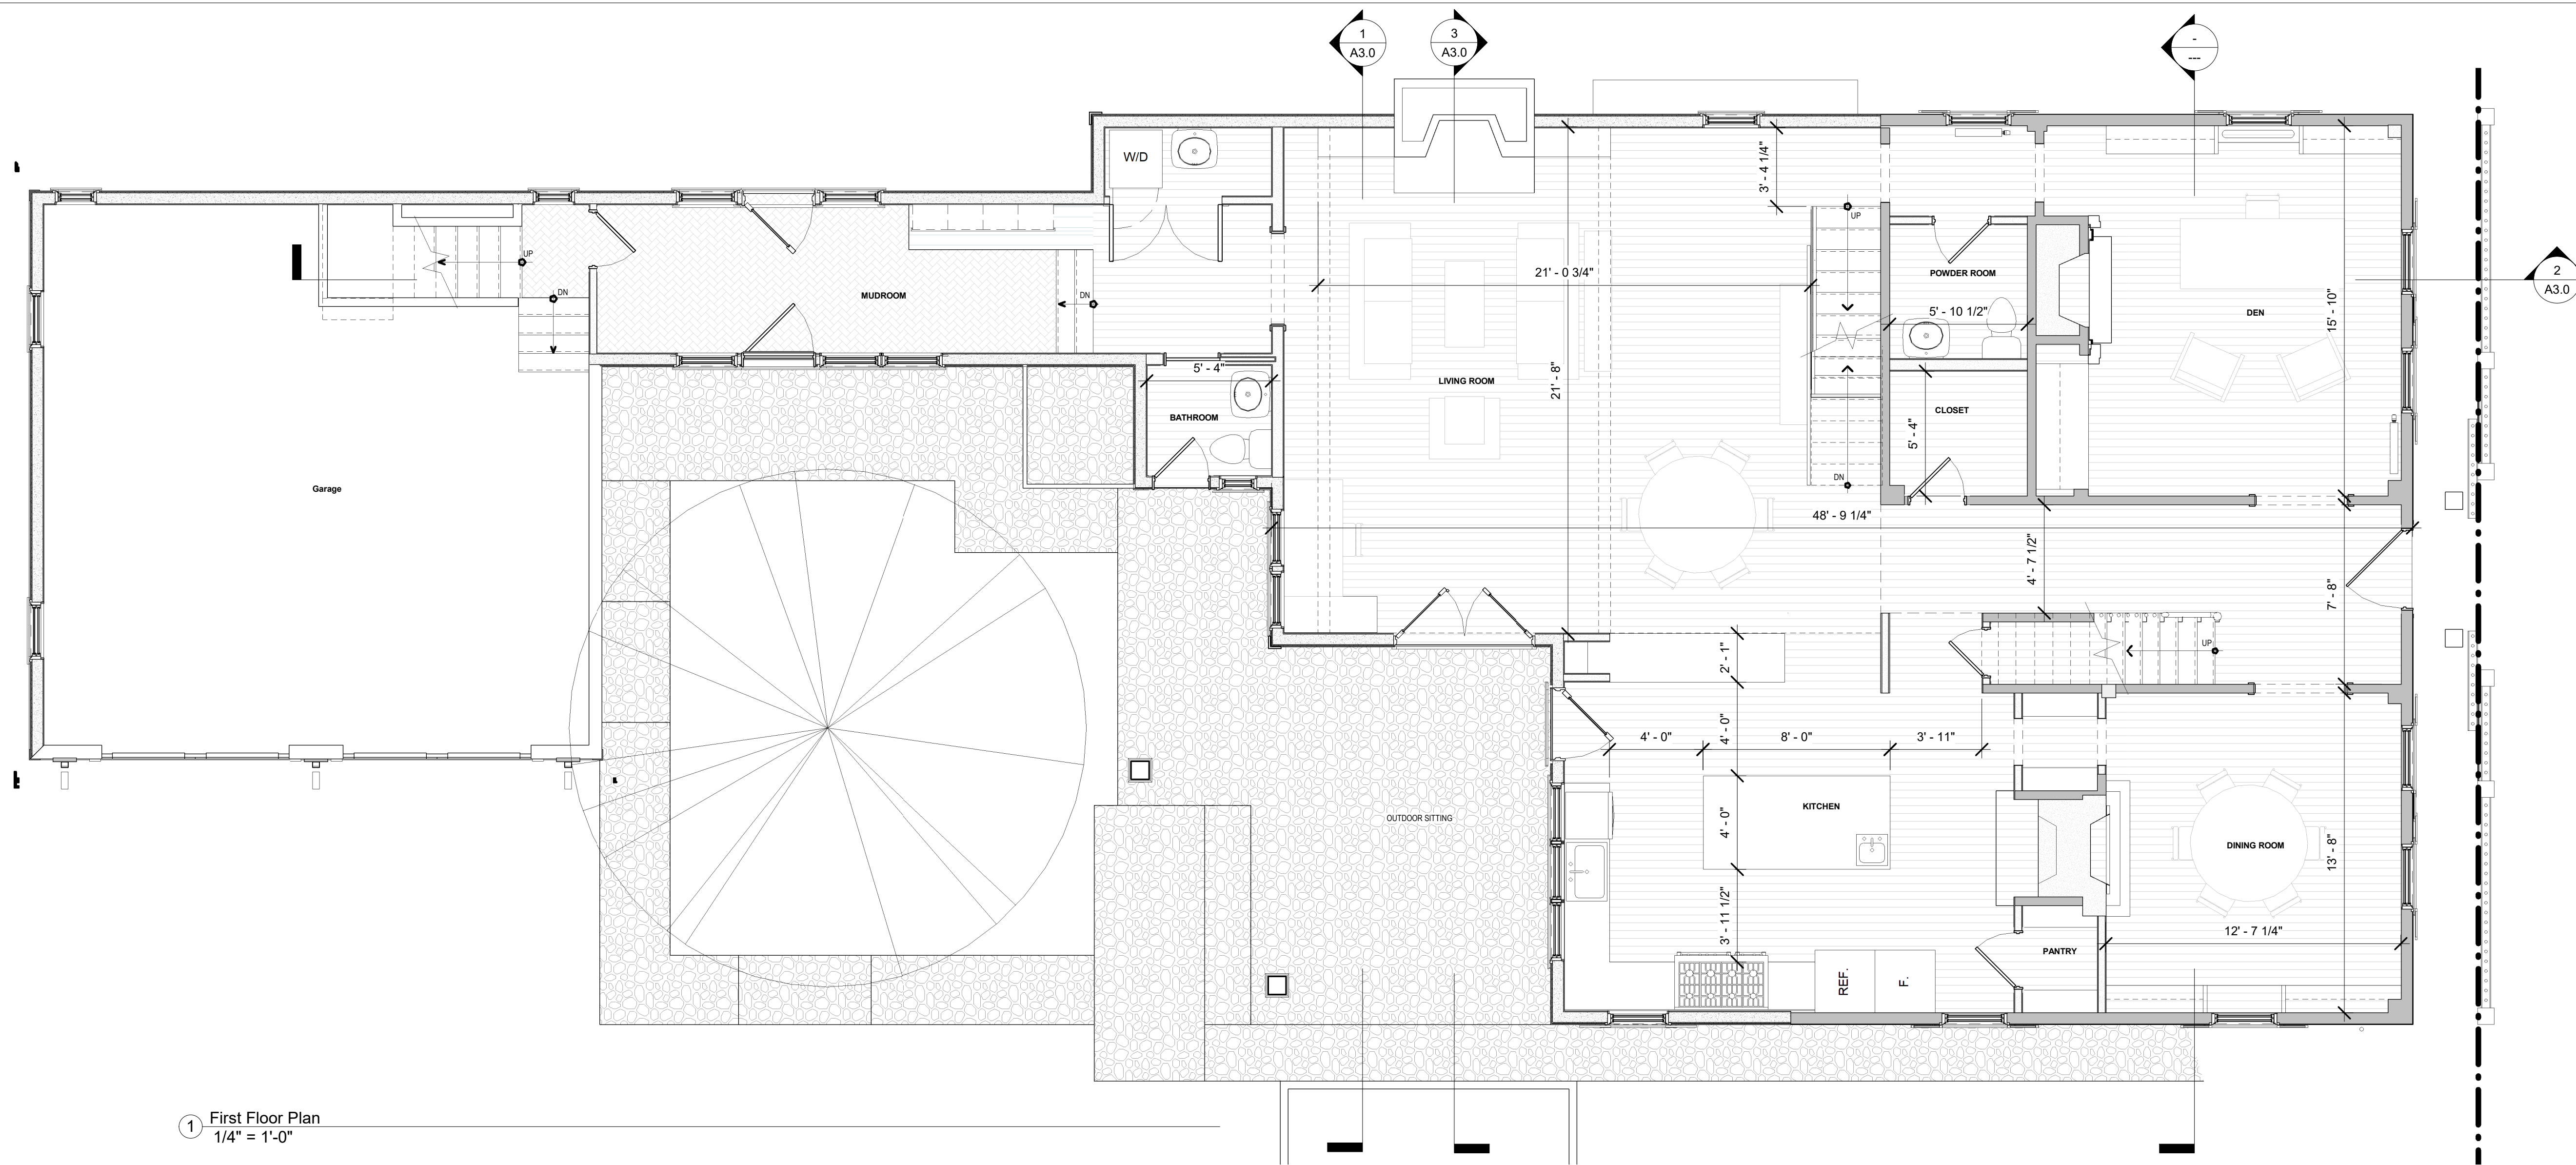 1
A3.0
3
A3.0
-
---
W/D
3' - 4 1/4"
UP
UP
DN
MUDROOM
DN
21' - 0 3/4"
POWDER ROOM
5' - 10 1/2"
DEN
15' - 10"
2
A3.0
5' - 4"
BATHROOM
LIVING ROOM
21' - 8"
CLOSET
5' - 4"
DN
Garage
48' - 9 1/4"
4' - 7 1/2"
7' - 8"
UP
2' - 1"
4' - 0"
4' - 0"
8' - 0"
3' - 11"
OUTDOOR SITTING
KITCHEN
4' - 0"
DINING ROOM
13' - 8"
3' - 11 1/2"
12' - 7 1/4"
PANTRY
REF.
F.
1
First Floor Plan
1/4" = 1'-0"